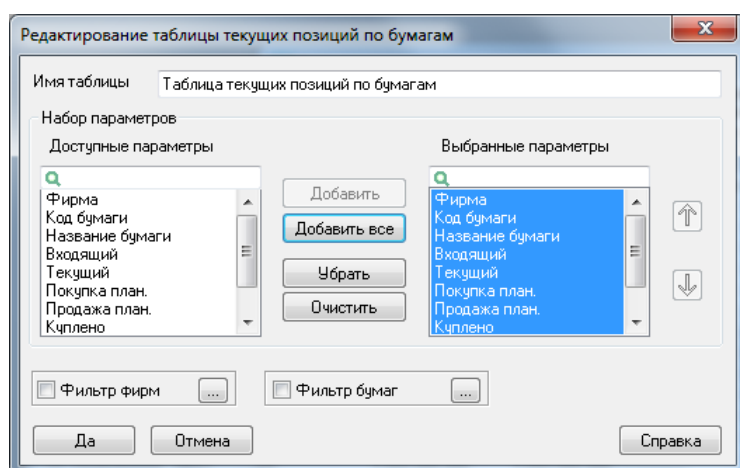 Редактирование таблицы текущих позиций по бумагам
Имя таблицы
Таблица текущих позиций по бумагам
Набор параметров
Доступные параметры
Фирма
Код бумаги
Название бумаги
Входящий
Текущий
Покупка план.
Продажа план.
Куплено
Добавить
Добавить все
Убрать
Очистить
Выбранные параметры
Фирма
Код бумаги
Название бумаги
Входящий
Текущий
Покупка план.
Продажа план.
Куплено
Фильтр фирм
...
Фильтр бумаг
...
Да
Отмена
Справка